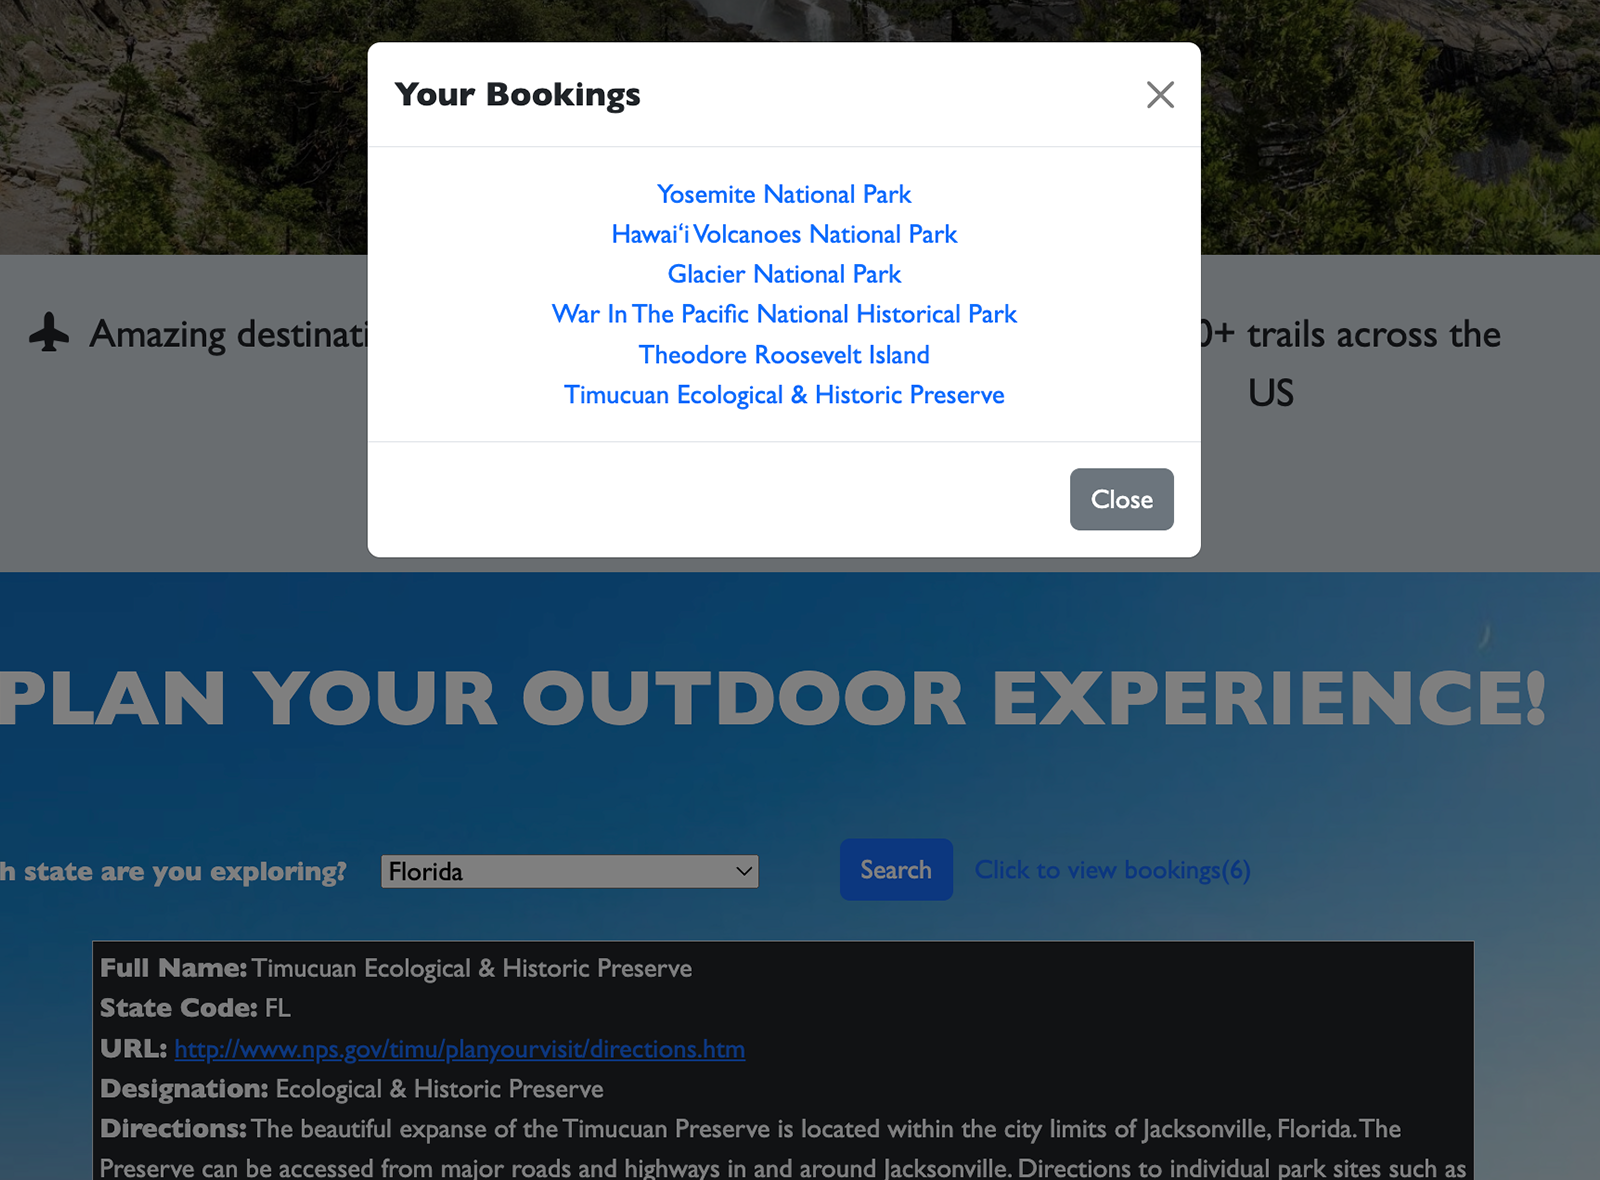 Your Bookings
Yosemite National Park
Hawaiʻi Volcanoes National Park
Glacier National Park
War In The Pacific National Historical Park
Theodore Roosevelt Island
Timucuan Ecological & Historic Preserve
Close
Amazing
0+ trails across the
US
PLAN YOUR OUTDOOR EXPERIENCE!
state are you exploring?
Florida
Search
Click to view bookings(6)
Full Name: Timucuan Ecological & Historic Preserve
State Code: FL
URL: http://www.nps.gov/timu/planyourvisit/directions.htm
Designation: Ecological & Historic Preserve
Directions: The beautiful expanse of the Timucuan Preserve is located within the city limits of Jacksonville, Florida. The
Preserve can be accessed from major roads and highways in and around Jacksonville. Directions to individual park sites such as